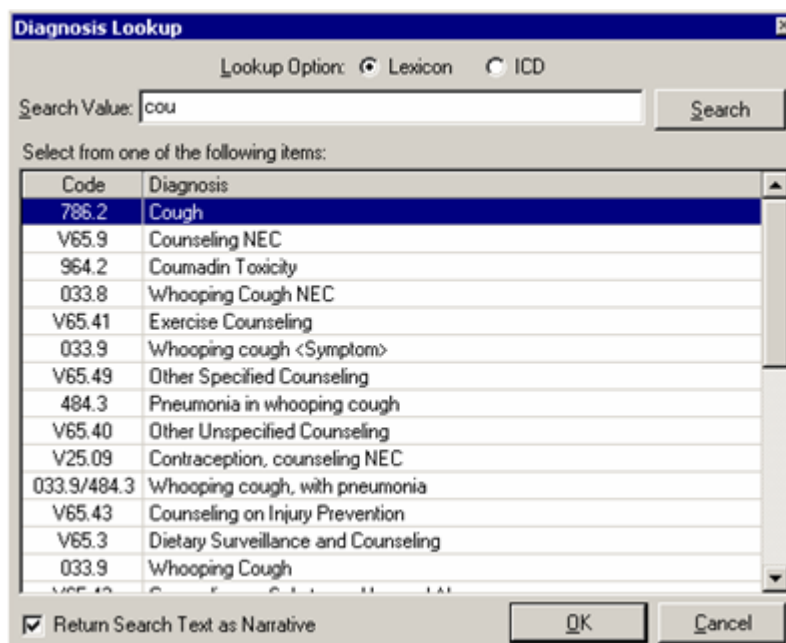 Diagnosis Lookup
Lookup Option: Lexicon ICD
Search Value: cou Search
Select from one of the following items:
Code Diagnosis
786.2 Cough
V65.9 Counseling NEC
964.2 Coumadin Toxicity
033.8 Whooping Cough NEC
V65.41 Exercise Counseling
033.9 Whooping cough <Symptom>
V65.49 Other Specified Counseling
484.3 Pneumonia in whooping cough
V65.40 Other Unspecified Counseling
V25.09 Contraception, counseling NEC
033.9/484.3 Whooping cough, with pneumonia
V65.43 Counseling on Injury Prevention
V65.3 Dietary Surveillance and Counseling
033.9 Whooping Cough
Return Search Text as Narrative OK Cancel